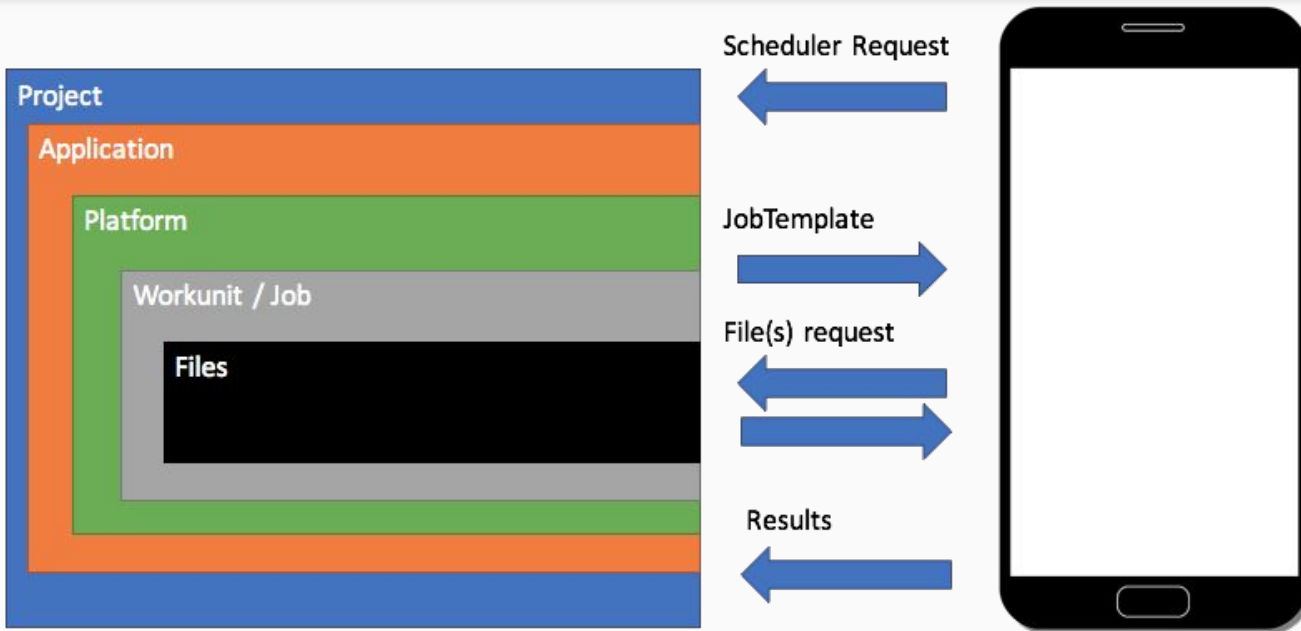 Project
Application
Platform
Workunit / Job
Files
Scheduler Request
JobTemplate
File(s) request
Results